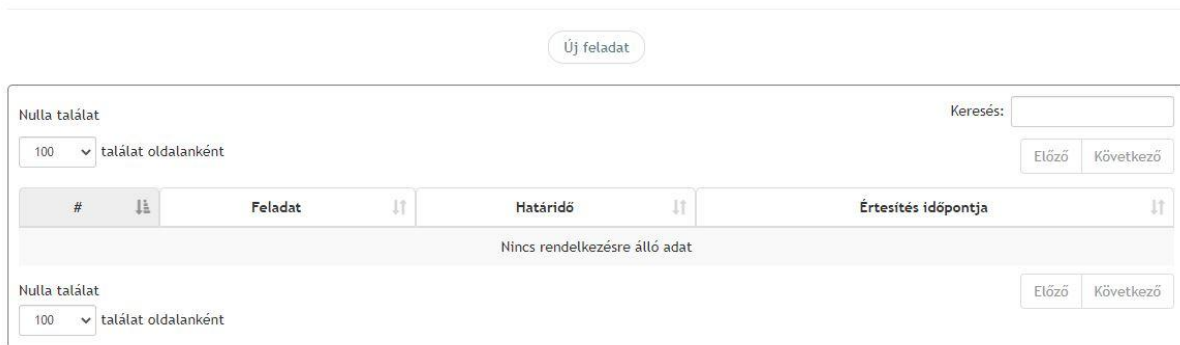 Új feladat
Nulla találat
Keresés:
100 találat oldalanként
Előző Következő
# Feladat Határidő Értesítés időpontja
Nincs rendelkezésre álló adat
Nulla találat
Előző Következő
100 találat oldalanként